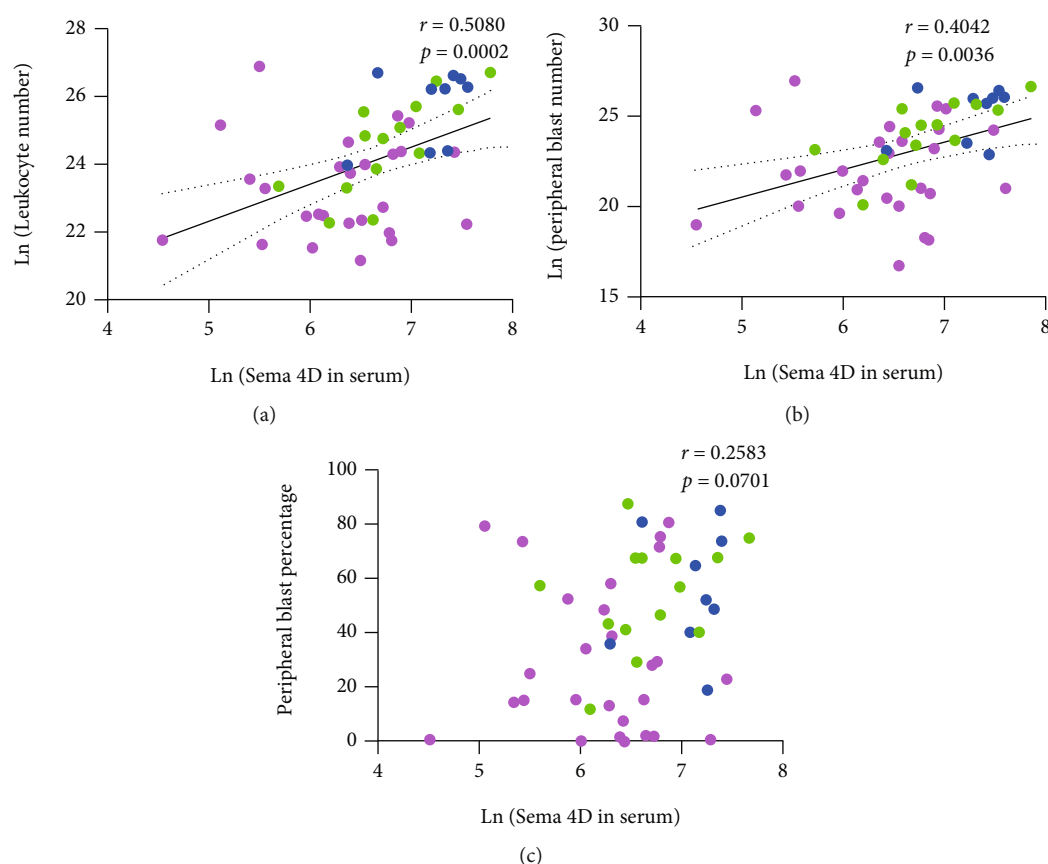 r = 0.5080
p = 0.0002
Ln (Leukocyte number)
28
26
24
22
20
4
5
6
7
8
Ln (Sema 4D in serum)
(a)
r = 0.4042
p = 0.0036
Ln (peripheral blast number)
30
25
20
15
4
5
6
7
8
Ln (Sema 4D in serum)
(b)
r = 0.2583
p = 0.0701
Peripheral blast percentage
100
80
60
40
20
0
4
5
6
7
8
Ln (Sema 4D in serum)
(c)